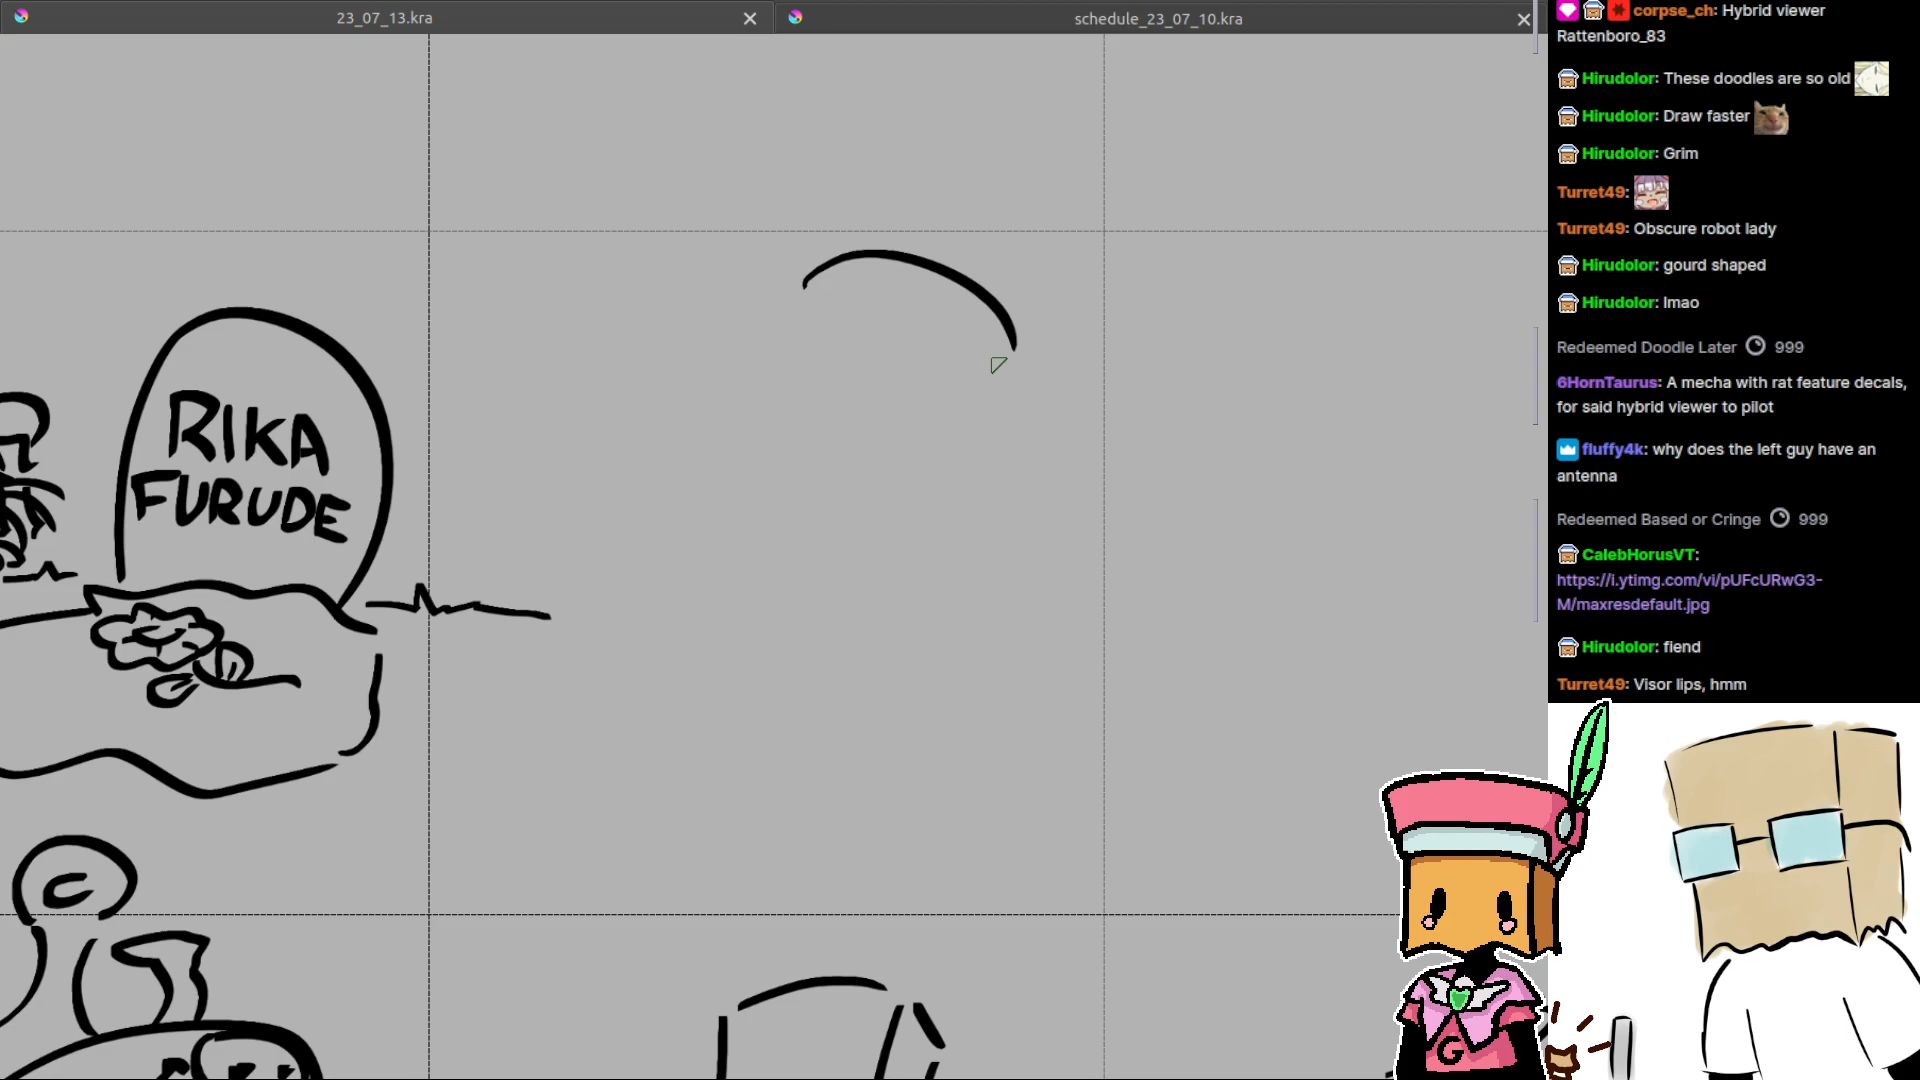 23_07_13.kra
schedule_23_07_10.kra
corpse_ch: Hybrid viewer
Rattenboro_83
Hirudolor: These doodles are so old
Hirudolor: Draw faster
Hirudolor: Grim
Turret49:
Turret49: Obscure robot lady
Hirudolor: gourd shaped
Hirudolor: lmao
Redeemed Doodle Later 999
6HornTaurus: A mecha with rat feature decals,
for said hybrid viewer to pilot
fluffy4k: why does the left guy have an
antenna
Redeemed Based or Cringe 999
CalebHorusVT:
https://i.ytimg.com/vi/pUFcURwG3-
M/maxresdefault.jpg
Hirudolor: fiend
Turret49: Visor lips, hmm
RIKA
FURUDE
C
G